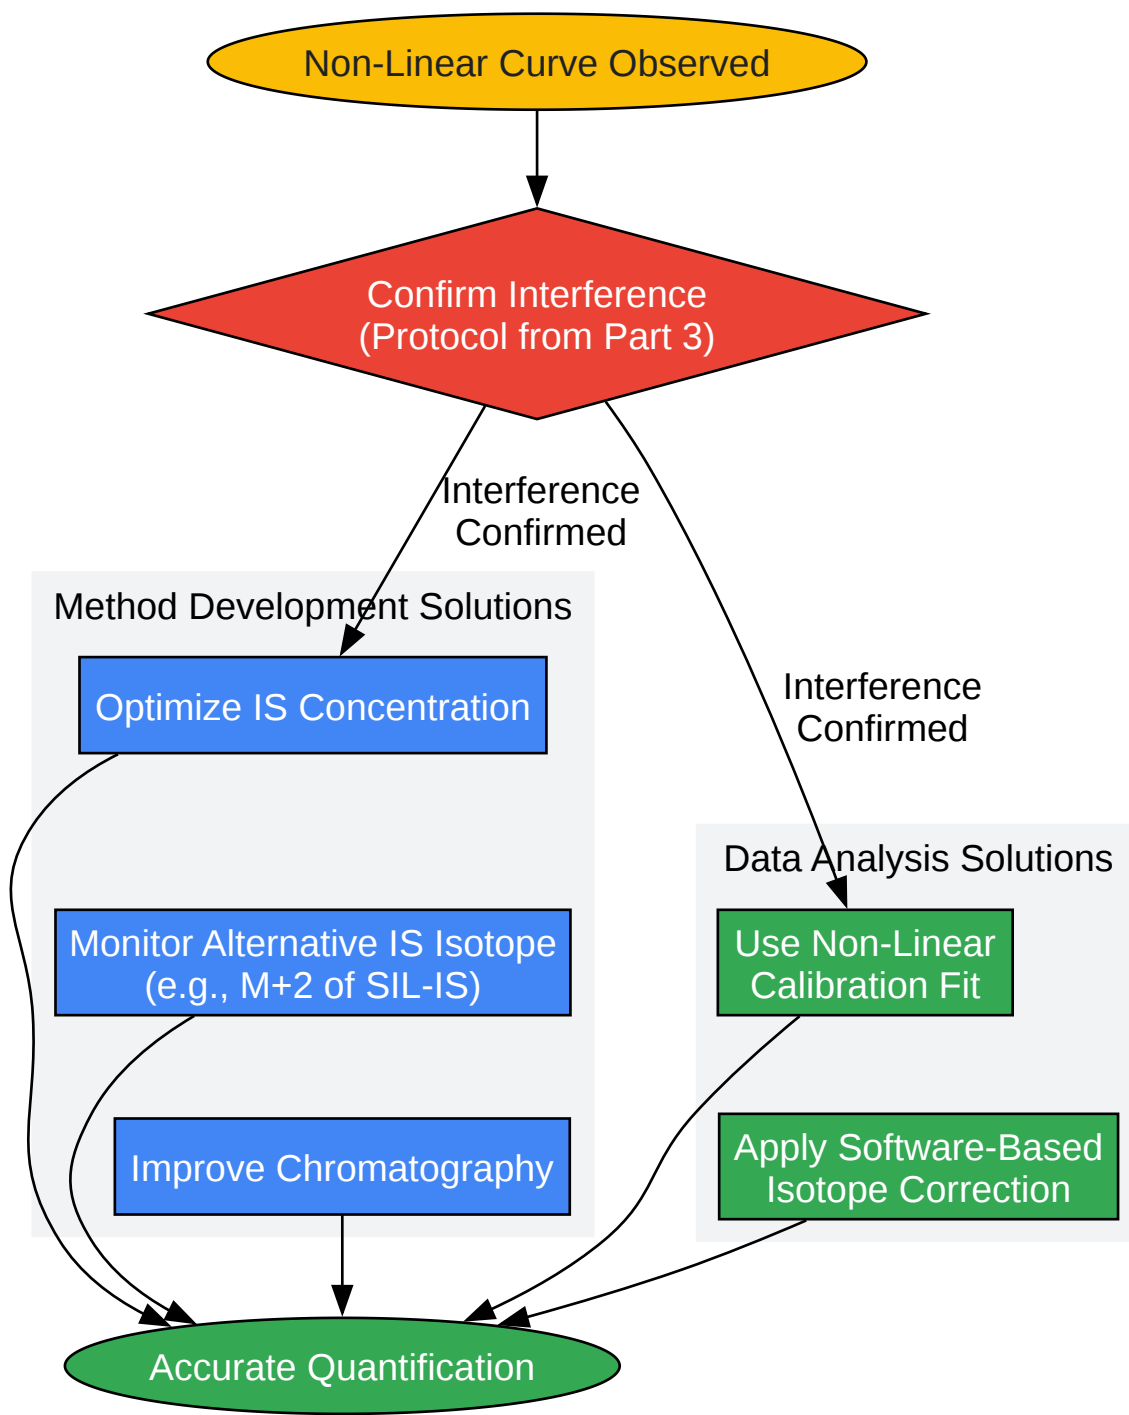 Non-Linear Curve Observed
Confirm Interference
(Protocol from Part 3)
Interference
Confirmed
Method Development Solutions
Optimize IS Concentration
Interference
Confirmed
Data Analysis Solutions
Monitor Alternative IS Isotope
(e.g., M+2 of SIL-IS)
Use Non-Linear
Calibration Fit
Improve Chromatography
Apply Software-Based
Isotope Correction
Accurate Quantification